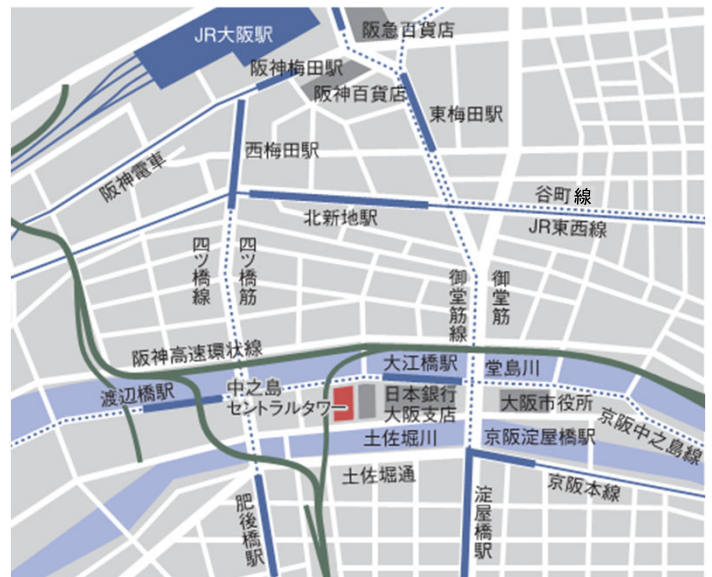 JR大阪駅
阪急百貨店
阪神梅田駅
阪神百貨店
東梅田駅
西梅田駅
阪神電車
谷町線
北新地駅
JR東西線
四ツ橋線
四ツ橋筋
御堂筋線
御堂筋
阪神高速環状線
大江橋駅
堂島川
渡辺橋駅
中之島
セントラルタワー
日本銀行
大阪支店
大阪市役所
京阪中之島線
土佐堀川
京阪淀屋橋駅
土佐堀通
京阪本線
肥後橋駅
淀屋橋駅